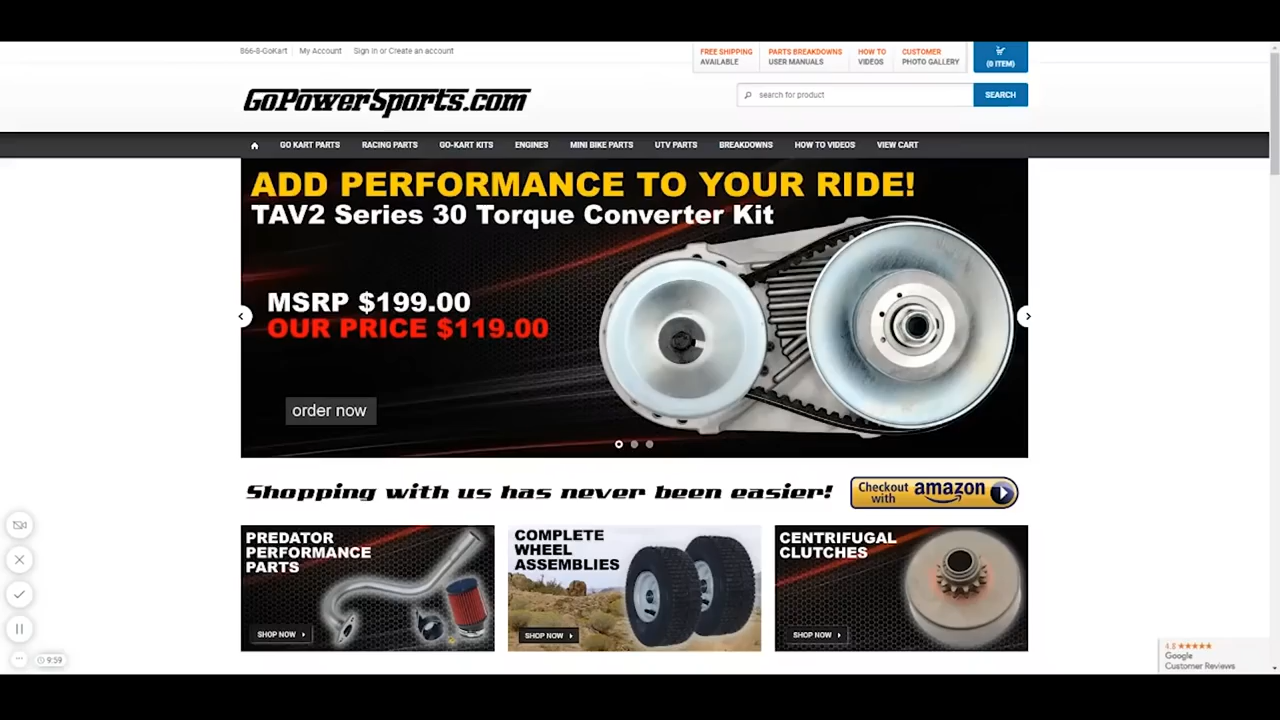 866-8-GoKart
My Account
Sign in or Create an account
FREE SHIPPING
AVAILABLE
PARTS BREAKDOWNS
USER MANUALS
HOW TO
VIDEOS
CUSTOMER
PHOTO GALLERY
(0 ITEM)
GoPowerSports.com
search for product
SEARCH
GO KART PARTS
RACING PARTS
GO-KART KITS
ENGINES
MINI BIKE PARTS
UTV PARTS
BREAKDOWNS
HOW TO VIDEOS
VIEW CART
ADD PERFORMANCE TO YOUR RIDE!
TAV2 Series 30 Torque Converter Kit
MSRP $199.00
OUR PRICE $119.00
order now
Shopping with us has never been easier!
Checkout
with
amazon
PREDATOR
PERFORMANCE
PARTS
SHOP NOW
COMPLETE
WHEEL
ASSEMBLIES
SHOP NOW
CENTRIFUGAL
CLUTCHES
SHOP NOW
9:59
4.8
Google
Customer Reviews